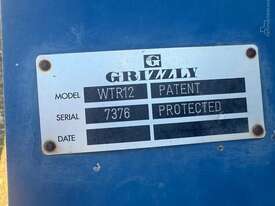 G
GRIZZLY
MODEL WTR12 PATENT
SERIAL 7376 PROTECTED
DATE